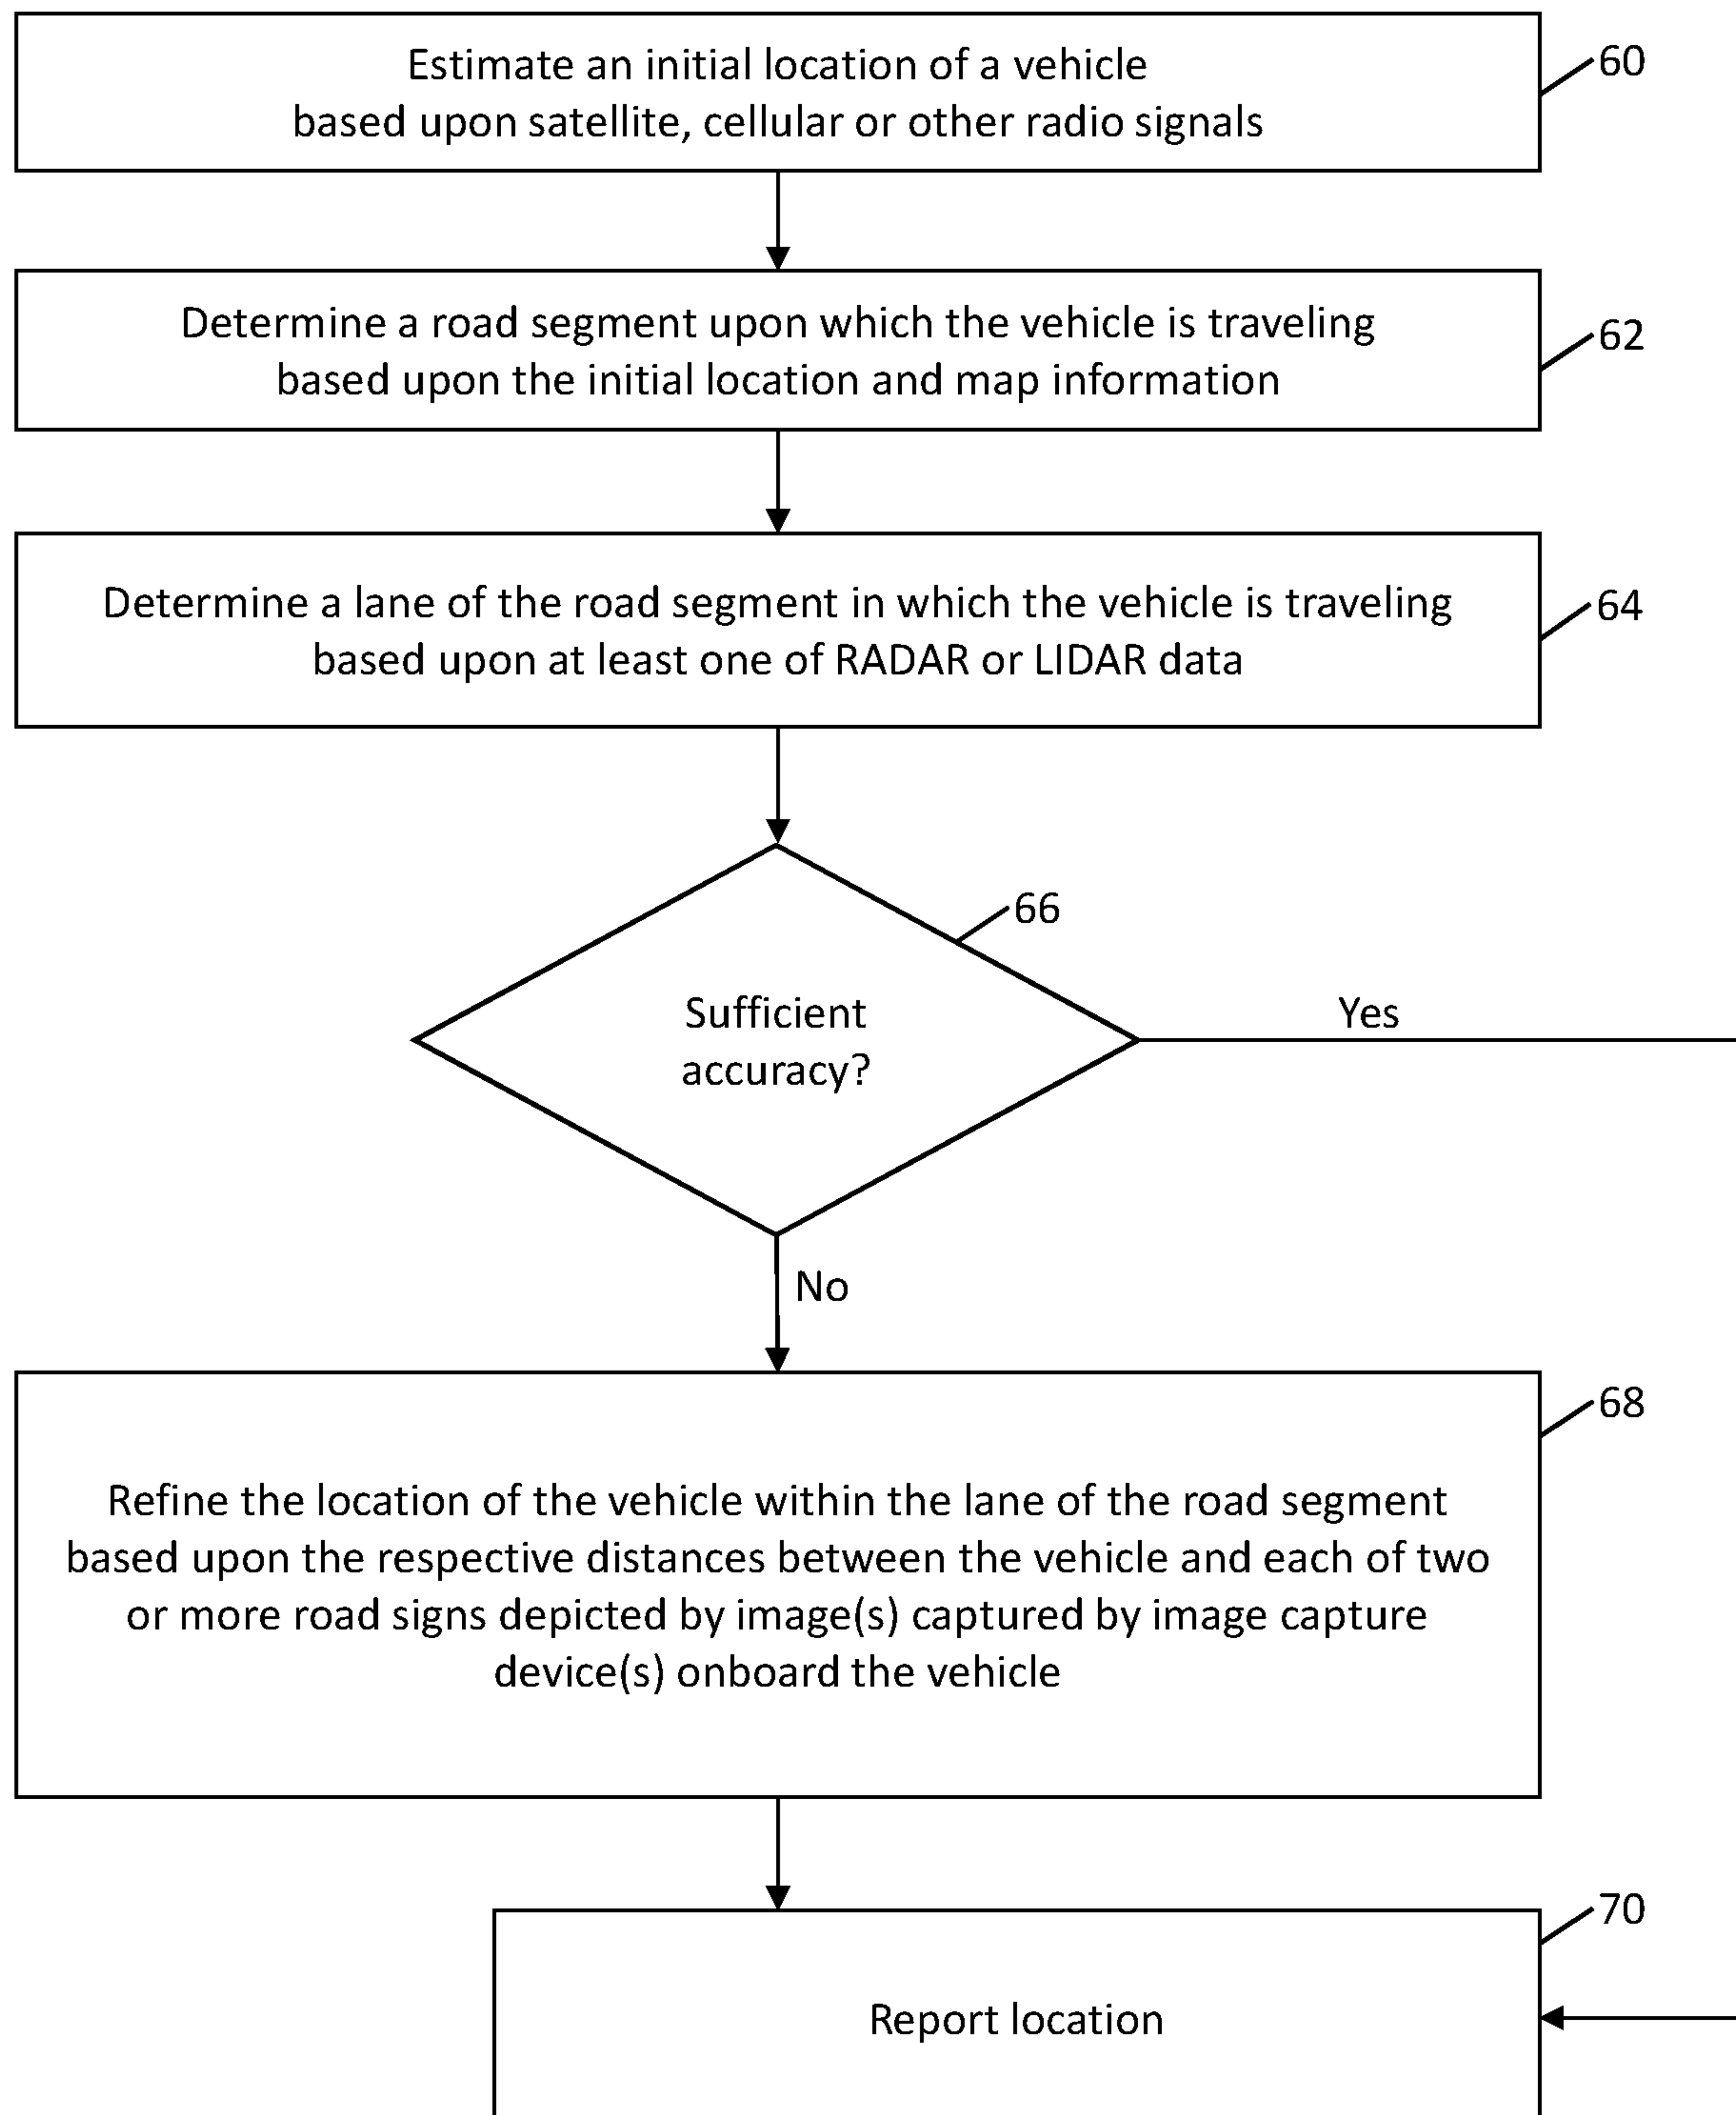 Estimate an initial location of a vehicle
based upon satellite, cellular or other radio signals
60
Determine a road segment upon which the vehicle is traveling
based upon the initial location and map information
62
Determine a lane of the road segment in which the vehicle is traveling
based upon at least one of RADAR or LIDAR data
64
66
Sufficient
accuracy?
Yes
No
68
Refine the location of the vehicle within the lane of the road segment
based upon the respective distances between the vehicle and each of two
or more road signs depicted by image(s) captured by image capture
device(s) onboard the vehicle
70
Report location